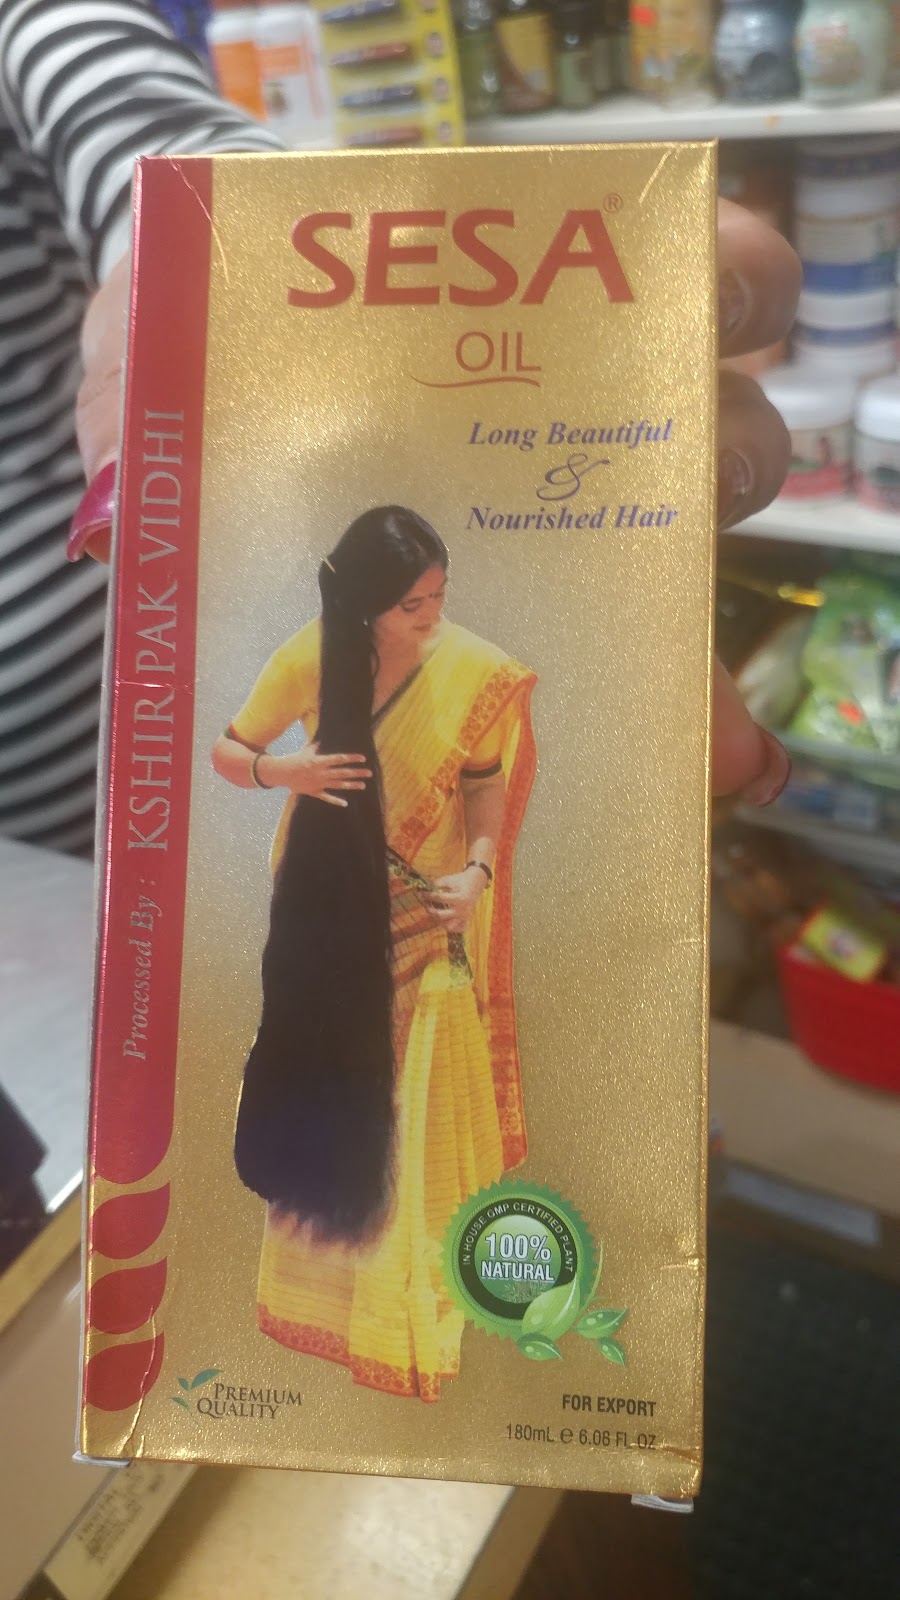 SESA®
OIL
Long Beautiful
&
Nourished Hair
Processed By : KSHIR PAK VIDHI
IN HOUSE GMP CERTIFIED PLANT
100%
NATURAL
PREMIUM
QUALITY
FOR EXPORT
180mL e 6.08 FL OZ